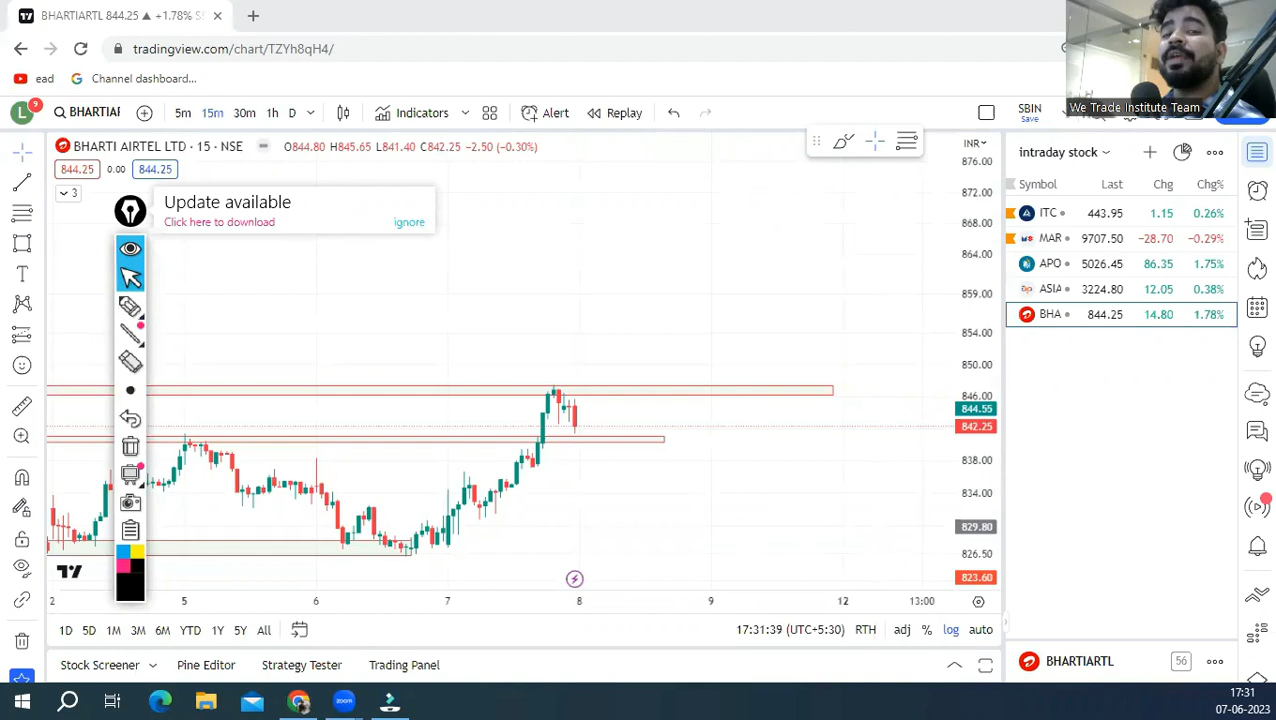 BHARTIARTL 844.25 ▲ +1.78%
tradingview.com/chart/TZYh8qH4/
ead
Channel dashboard...
We Trade Institute Team
L
9
BHARTIAF
5m
15m
30m
1h
D
Indicators
Alert
Replay
SBIN
Save
BHARTI AIRTEL LTD · 15 · NSE
O844.80 H845.65 L841.40 C842.25 −2.50 (−0.30%)
844.25
0.00
844.25
3
Update available
Click here to download
ignore
INR
876.00
872.00
868.00
864.00
859.00
854.00
850.00
846.00
844.55
842.25
838.00
834.00
829.80
826.50
823.60
2
5
6
7
8
9
12
13:00
1D
5D
1M
3M
6M
YTD
1Y
5Y
All
17:31:39 (UTC+5:30)
RTH
adj
%
log
auto
Stock Screener
Pine Editor
Strategy Tester
Trading Panel
intraday stock
Symbol
Last
Chg
Chg%
ITC 443.95 1.15 0.26%
MAR 9707.50 −28.70 −0.29%
APO 5026.45 86.35 1.75%
ASIA 3224.80 12.05 0.38%
BHA 844.25 14.80 1.78%
BHARTIARTL
56
zoom
17:31
07-06-2023